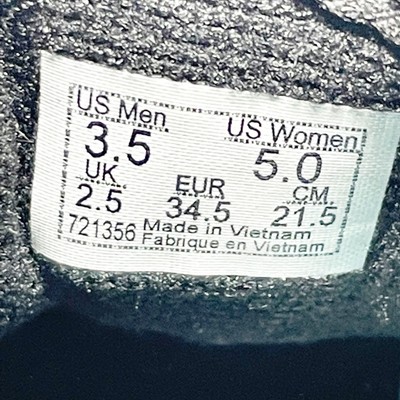 US Men US Women
3.5 5.0
UK EUR CM
2.5 34.5 21.5
721356 Made in Vietnam
Fabrique en Vietnam